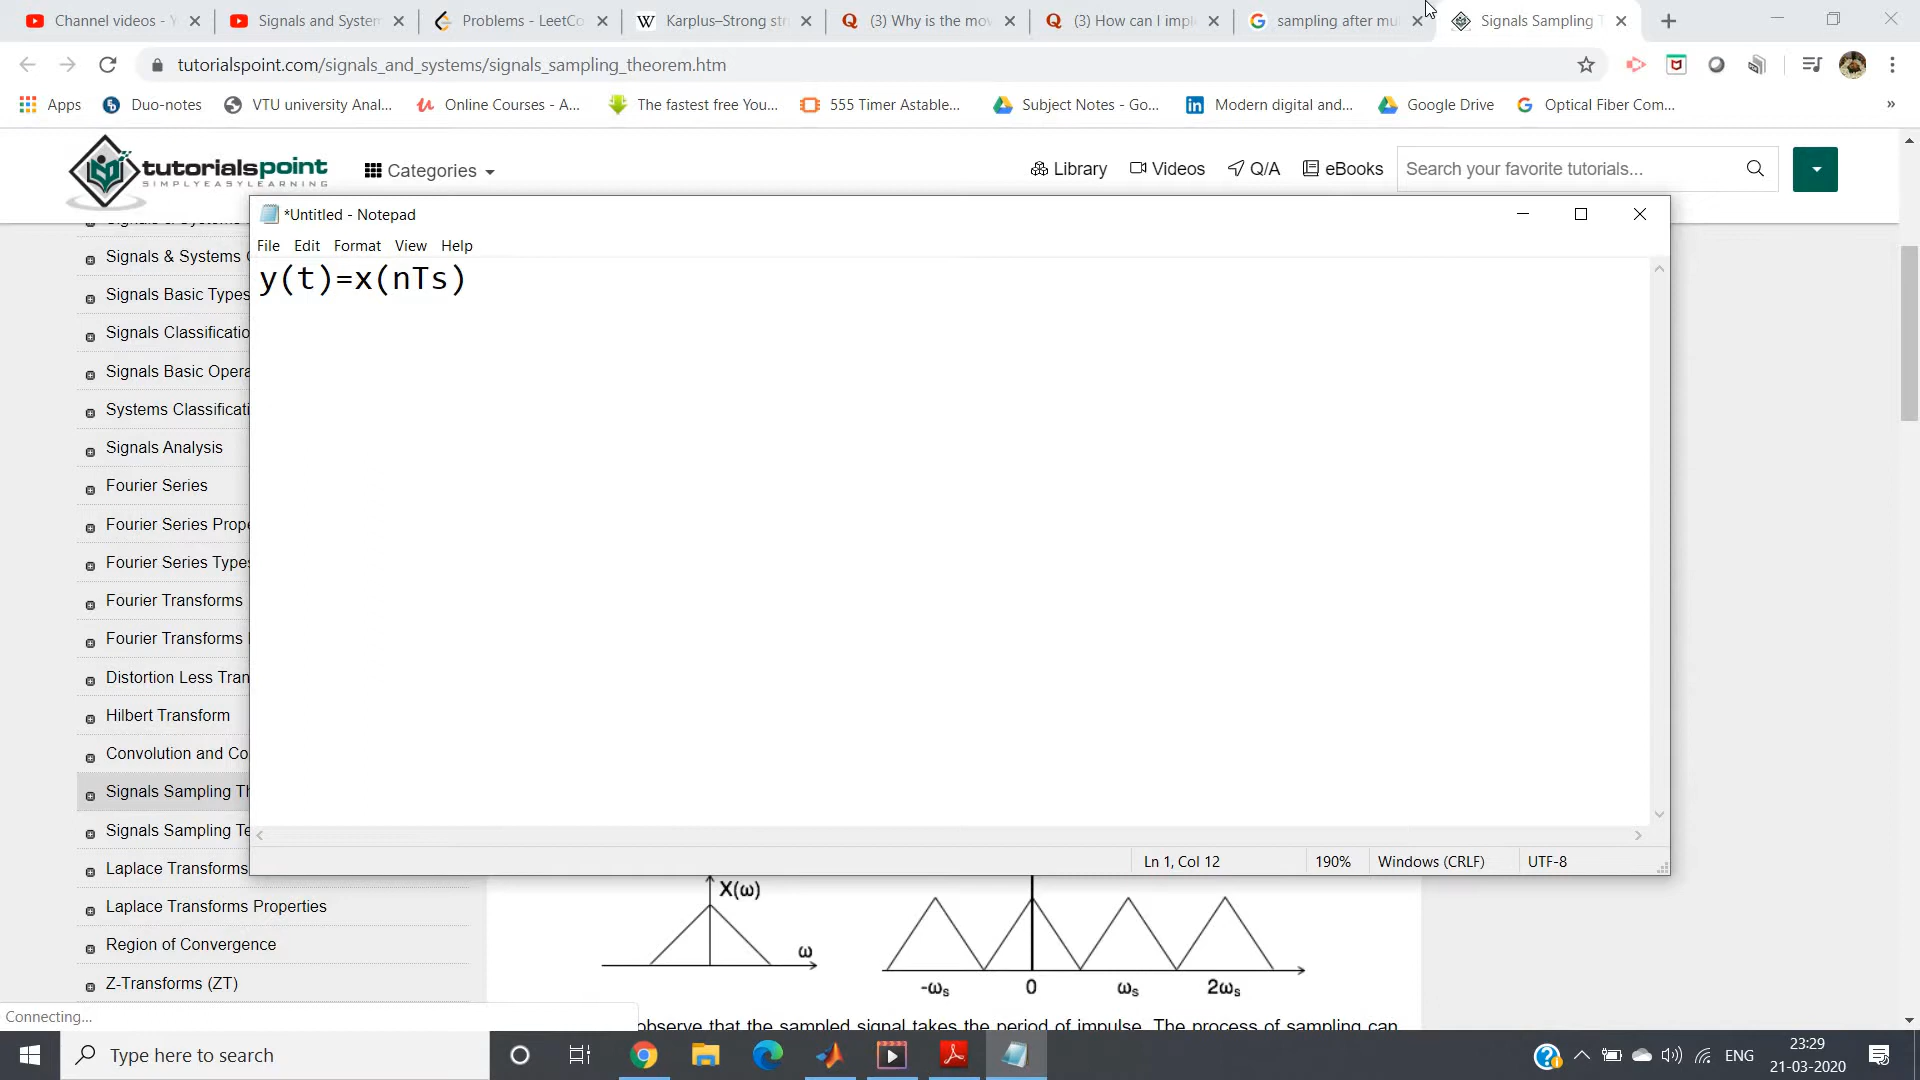 Channel videos - Y
Signals and System
Problems - LeetCo
Karplus–Strong str
(3) Why is the mov
(3) How can I impl
sampling after mul
Signals Sampling T
tutorialspoint.com/signals_and_systems/signals_sampling_theorem.htm
Apps
Duo-notes
VTU university Anal...
Online Courses - A...
The fastest free You...
555 Timer Astable...
Subject Notes - Go...
Modern digital and...
Google Drive
Optical Fiber Com...
»
tutorialspoint
SIMPLYEASYLEARNING
Categories
Library
Videos
Q/A
eBooks
Search your favorite tutorials...
*Untitled - Notepad
File Edit Format View Help
y(t)=x(nTs)
Signals & Systems
Signals Basic Types
Signals Classificatio
Signals Basic Opera
Systems Classificati
Signals Analysis
Fourier Series
Fourier Series Prope
Fourier Series Types
Fourier Transforms
Fourier Transforms
Distortion Less Tran
Hilbert Transform
Convolution and Co
Signals Sampling Th
Signals Sampling Te
Laplace Transforms
Laplace Transforms Properties
Region of Convergence
Z-Transforms (ZT)
Ln 1, Col 12
190%
Windows (CRLF)
UTF-8
X(ω)
ω
-ωs
0
ωs
2ωs
observe that the sampled signal takes the period of impulse. The process of sampling can
Connecting...
Type here to search
ENG
23:29
21-03-2020